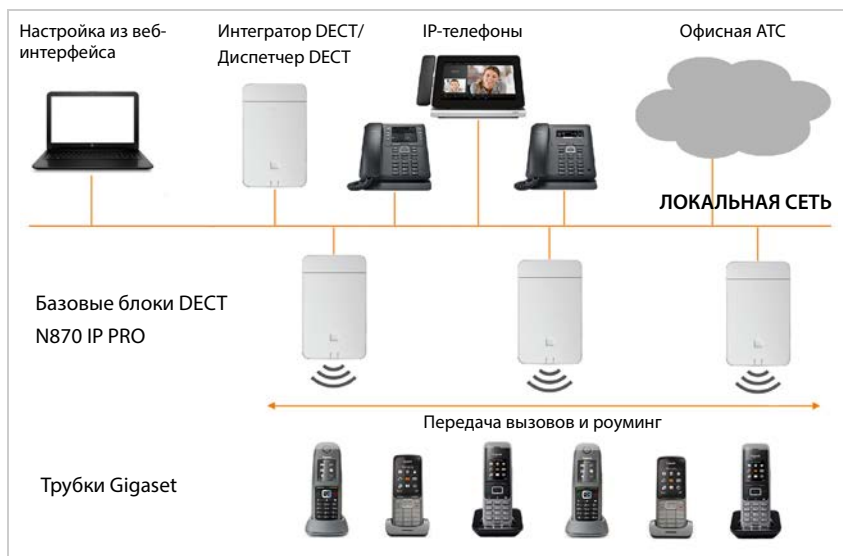 Настройка из веб-
интерфейса
Интегратор DECT/
Диспетчер DECT
IP-телефоны
Офисная АТС
ЛОКАЛЬНАЯ СЕТЬ
Базовые блоки DECT
N870 IP PRO
Передача вызовов и роуминг
Трубки Gigaset